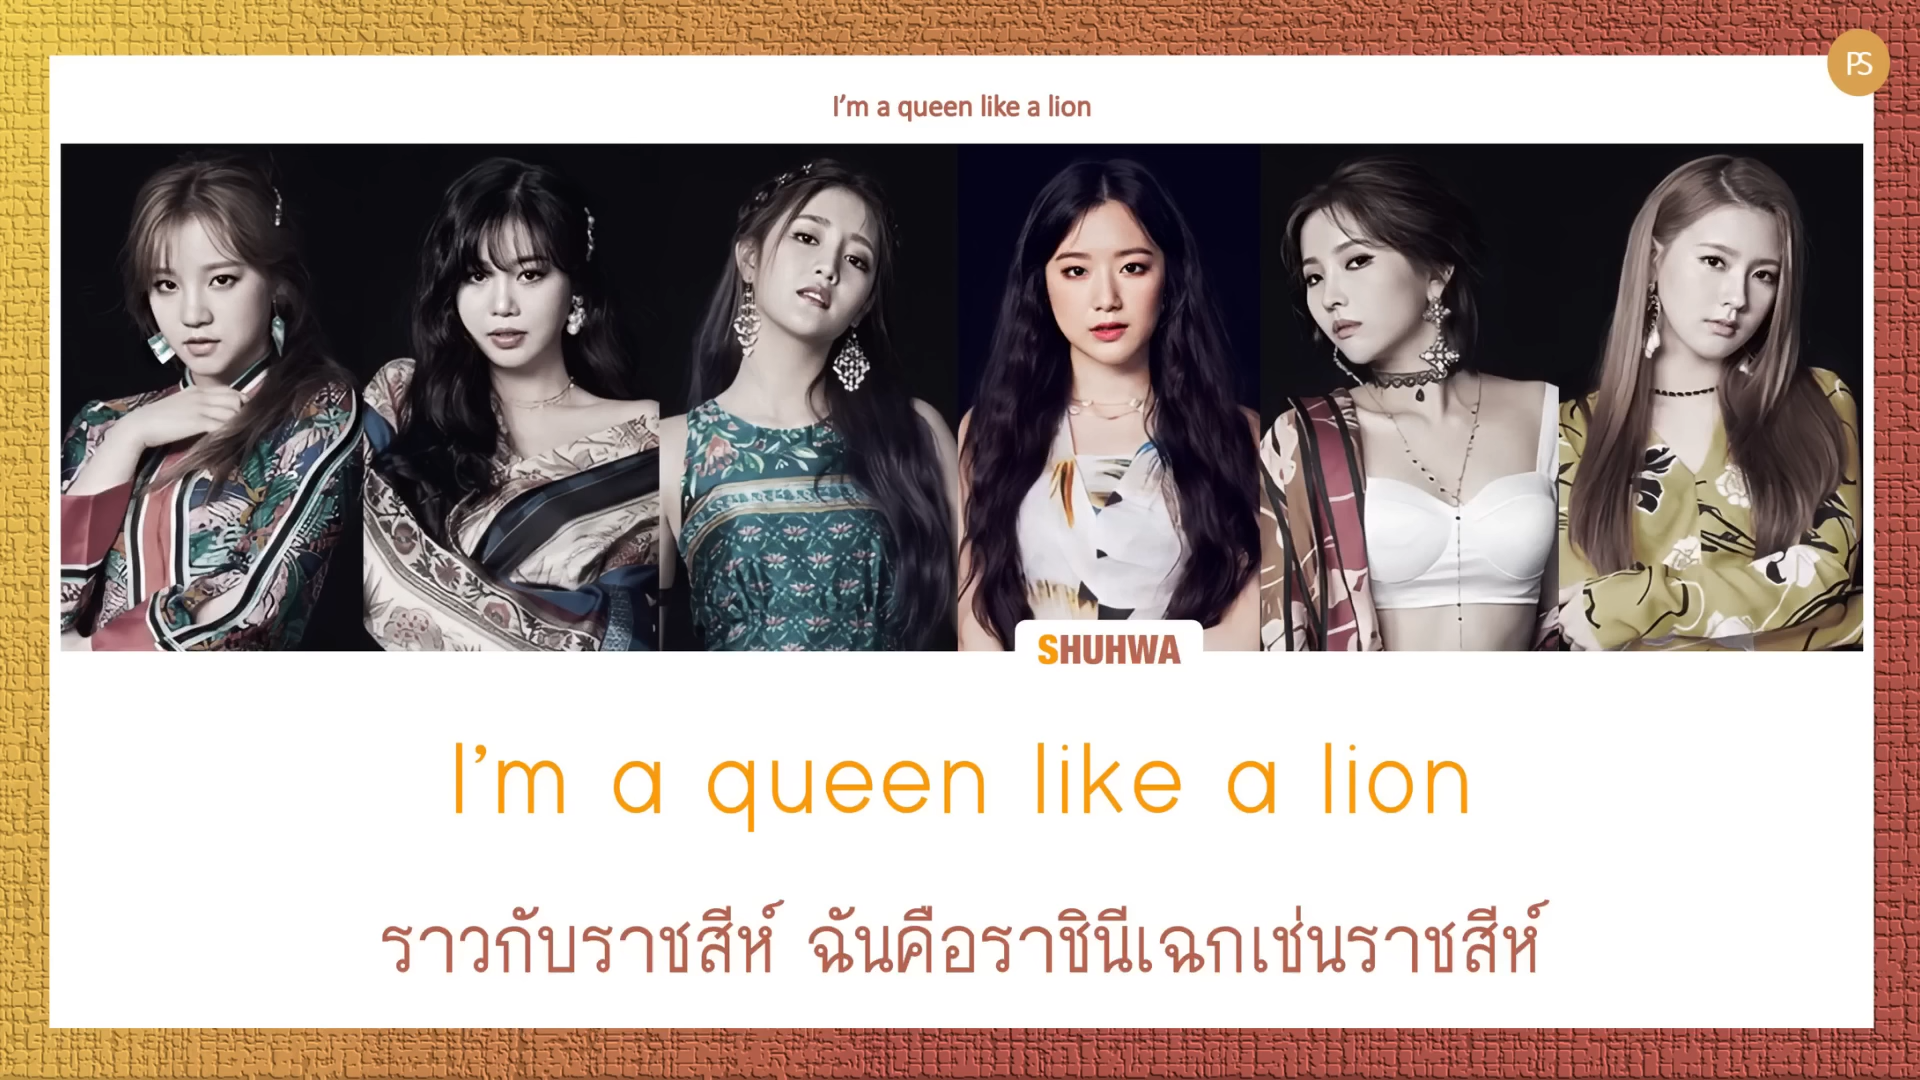 PS
I'm a queen like a lion
SHUHWA
I'm a queen like a lion
ราวกับราชสีห์ ฉันคือราชินีเฉกเช่นราชสีห์